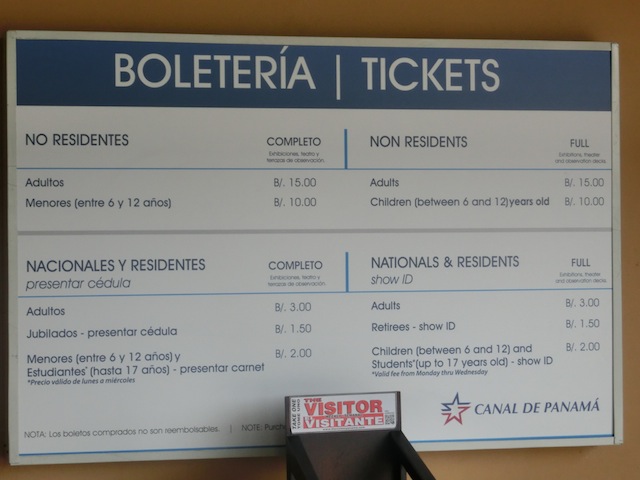 BOLETERÍA | TICKETS
NO RESIDENTES
COMPLETO
Exhibiciones, teatro y
terrazas de observación.
Adultos B/. 15.00
Menores (entre 6 y 12 años) B/. 10.00
NON RESIDENTS
FULL
Exhibitions, theater
and observation decks.
Adults B/. 15.00
Children (between 6 and 12)years old B/. 10.00
NACIONALES Y RESIDENTES
presentar cédula
COMPLETO
Exhibiciones, teatro y
terrazas de observación.
Adultos B/. 3.00
Jubilados - presentar cédula B/. 1.50
Menores (entre 6 y 12 años) y B/. 2.00
Estudiantes*(hasta 17 años) - presentar carnet
*Precio válido de lunes a miércoles
NATIONALS & RESIDENTS
show ID
FULL
Exhibitions, theater
and observation decks.
Adults B/. 3.00
Retirees - show ID B/. 1.50
Children (between 6 and 12) and B/. 2.00
Students*(up to 17 years old) - show ID
*Valid fee from Monday thru Wednesday
CANAL DE PANAMÁ
NOTA: Los boletos comprados no son reembolsables. | NOTE: Purch
TAKE ONE
THE
VISITOR
VISITANTE